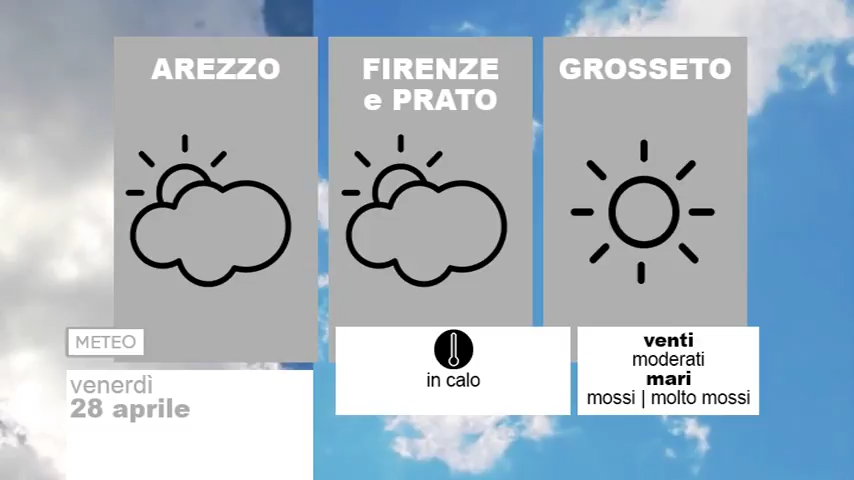 AREZZO
FIRENZE
e PRATO
GROSSETO
METEO
venerdì
28 aprile
in calo
venti
moderati
mari
mossi | molto mossi